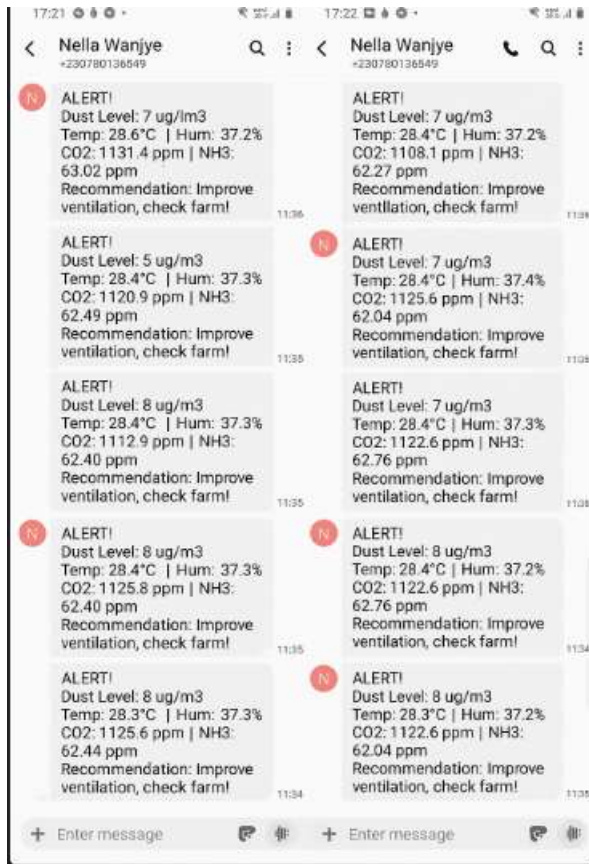 17:21
Nella Wanjye
+230780136549
ALERT!
Dust Level: 7 ug/lm3
Temp: 28.6°C | Hum: 37.2%
CO2: 1131.4 ppm | NH3:
63.02 ppm
Recommendation: Improve
ventilation, check farm!
11:36
ALERT!
Dust Level: 5 ug/m3
Temp: 28.4°C | Hum: 37.3%
CO2: 1120.9 ppm | NH3:
62.49 ppm
Recommendation: Improve
ventilation, check farm!
11:35
ALERT!
Dust Level: 8 ug/m3
Temp: 28.4°C | Hum: 37.3%
CO2: 1112.9 ppm | NH3:
62.40 ppm
Recommendation: Improve
ventilation, check farm!
11:35
N
ALERT!
Dust Level: 8 ug/m3
Temp: 28.4°C | Hum: 37.3%
CO2: 1125.8 ppm | NH3:
62.40 ppm
Recommendation: Improve
ventilation, check farm!
11:35
ALERT!
Dust Level: 8 ug/m3
Temp: 28.3°C | Hum: 37.3%
CO2: 1125.6 ppm | NH3:
62.44 ppm
Recommendation: Improve
ventilation, check farm!
11:34
Enter message
17:22
Nella Wanjye
+230780136549
ALERT!
Dust Level: 7 ug/m3
Temp: 28.4°C | Hum: 37.2%
CO2: 1108.1 ppm | NH3:
62.27 ppm
Recommendation: Improve
ventllation, check farm!
N
ALERT!
Dust Level: 7 ug/m3
Temp: 28.4°C | Hum: 37.4%
CO2: 1125.6 ppm | NH3:
62.04 ppm
Recommendation: Improve
ventilation, check farm!
ALERT!
Dust Level: 7 ug/m3
Temp: 28.4°C | Hum: 37.3%
CO2: 1122.6 ppm | NH3:
62.76 ppm
Recommendation: Improve
ventilation, check farm!
N
ALERT!
Dust Level: 8 ug/m3
Temp: 28.4°C | Hum: 37.2%
CO2: 1122.6 ppm | NH3:
62.76 ppm
Recommendation: Improve
ventilation, check farm!
11:34
N
ALERT!
Dust Level: 8 ug/m3
Temp: 28.3°C | Hum: 37.2%
CO2: 1122.6 ppm | NH3:
62.04 ppm
Recommendation: Improve
ventilation, check farm!
Enter message